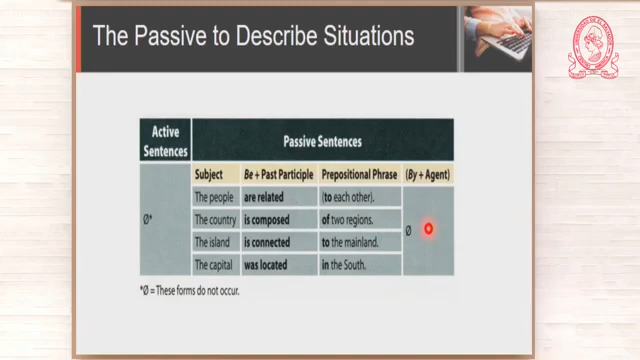 The Passive to Describe Situations
Active Sentences
Passive Sentences
Subject Be + Past Participle Prepositional Phrase (By + Agent)
Ø*
The people are related (to each other).
The country is composed of two regions.
Ø
The island is connected to the mainland.
The capital was located in the South.
*Ø = These forms do not occur.